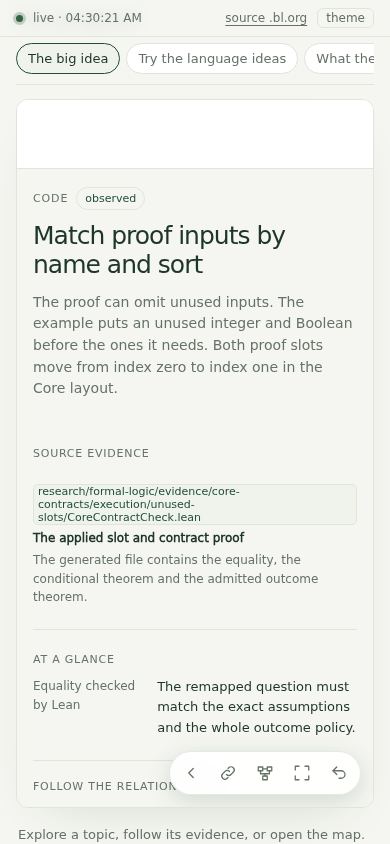 live · 04:30:21 AM
source .bl.org
theme
The big idea
Try the language ideas
What the
CODE
observed
Match proof inputs by
name and sort
The proof can omit unused inputs. The
example puts an unused integer and Boolean
before the ones it needs. Both proof slots
move from index zero to index one in the
Core layout.
SOURCE EVIDENCE
research/formal-logic/evidence/core-
contracts/execution/unused-
slots/CoreContractCheck.lean
The applied slot and contract proof
The generated file contains the equality, the
conditional theorem and the admitted outcome
theorem.
AT A GLANCE
Equality checked
by Lean
The remapped question must
match the exact assumptions
and the whole outcome policy.
FOLLOW THE RELATION
Explore a topic, follow its evidence, or open the map.